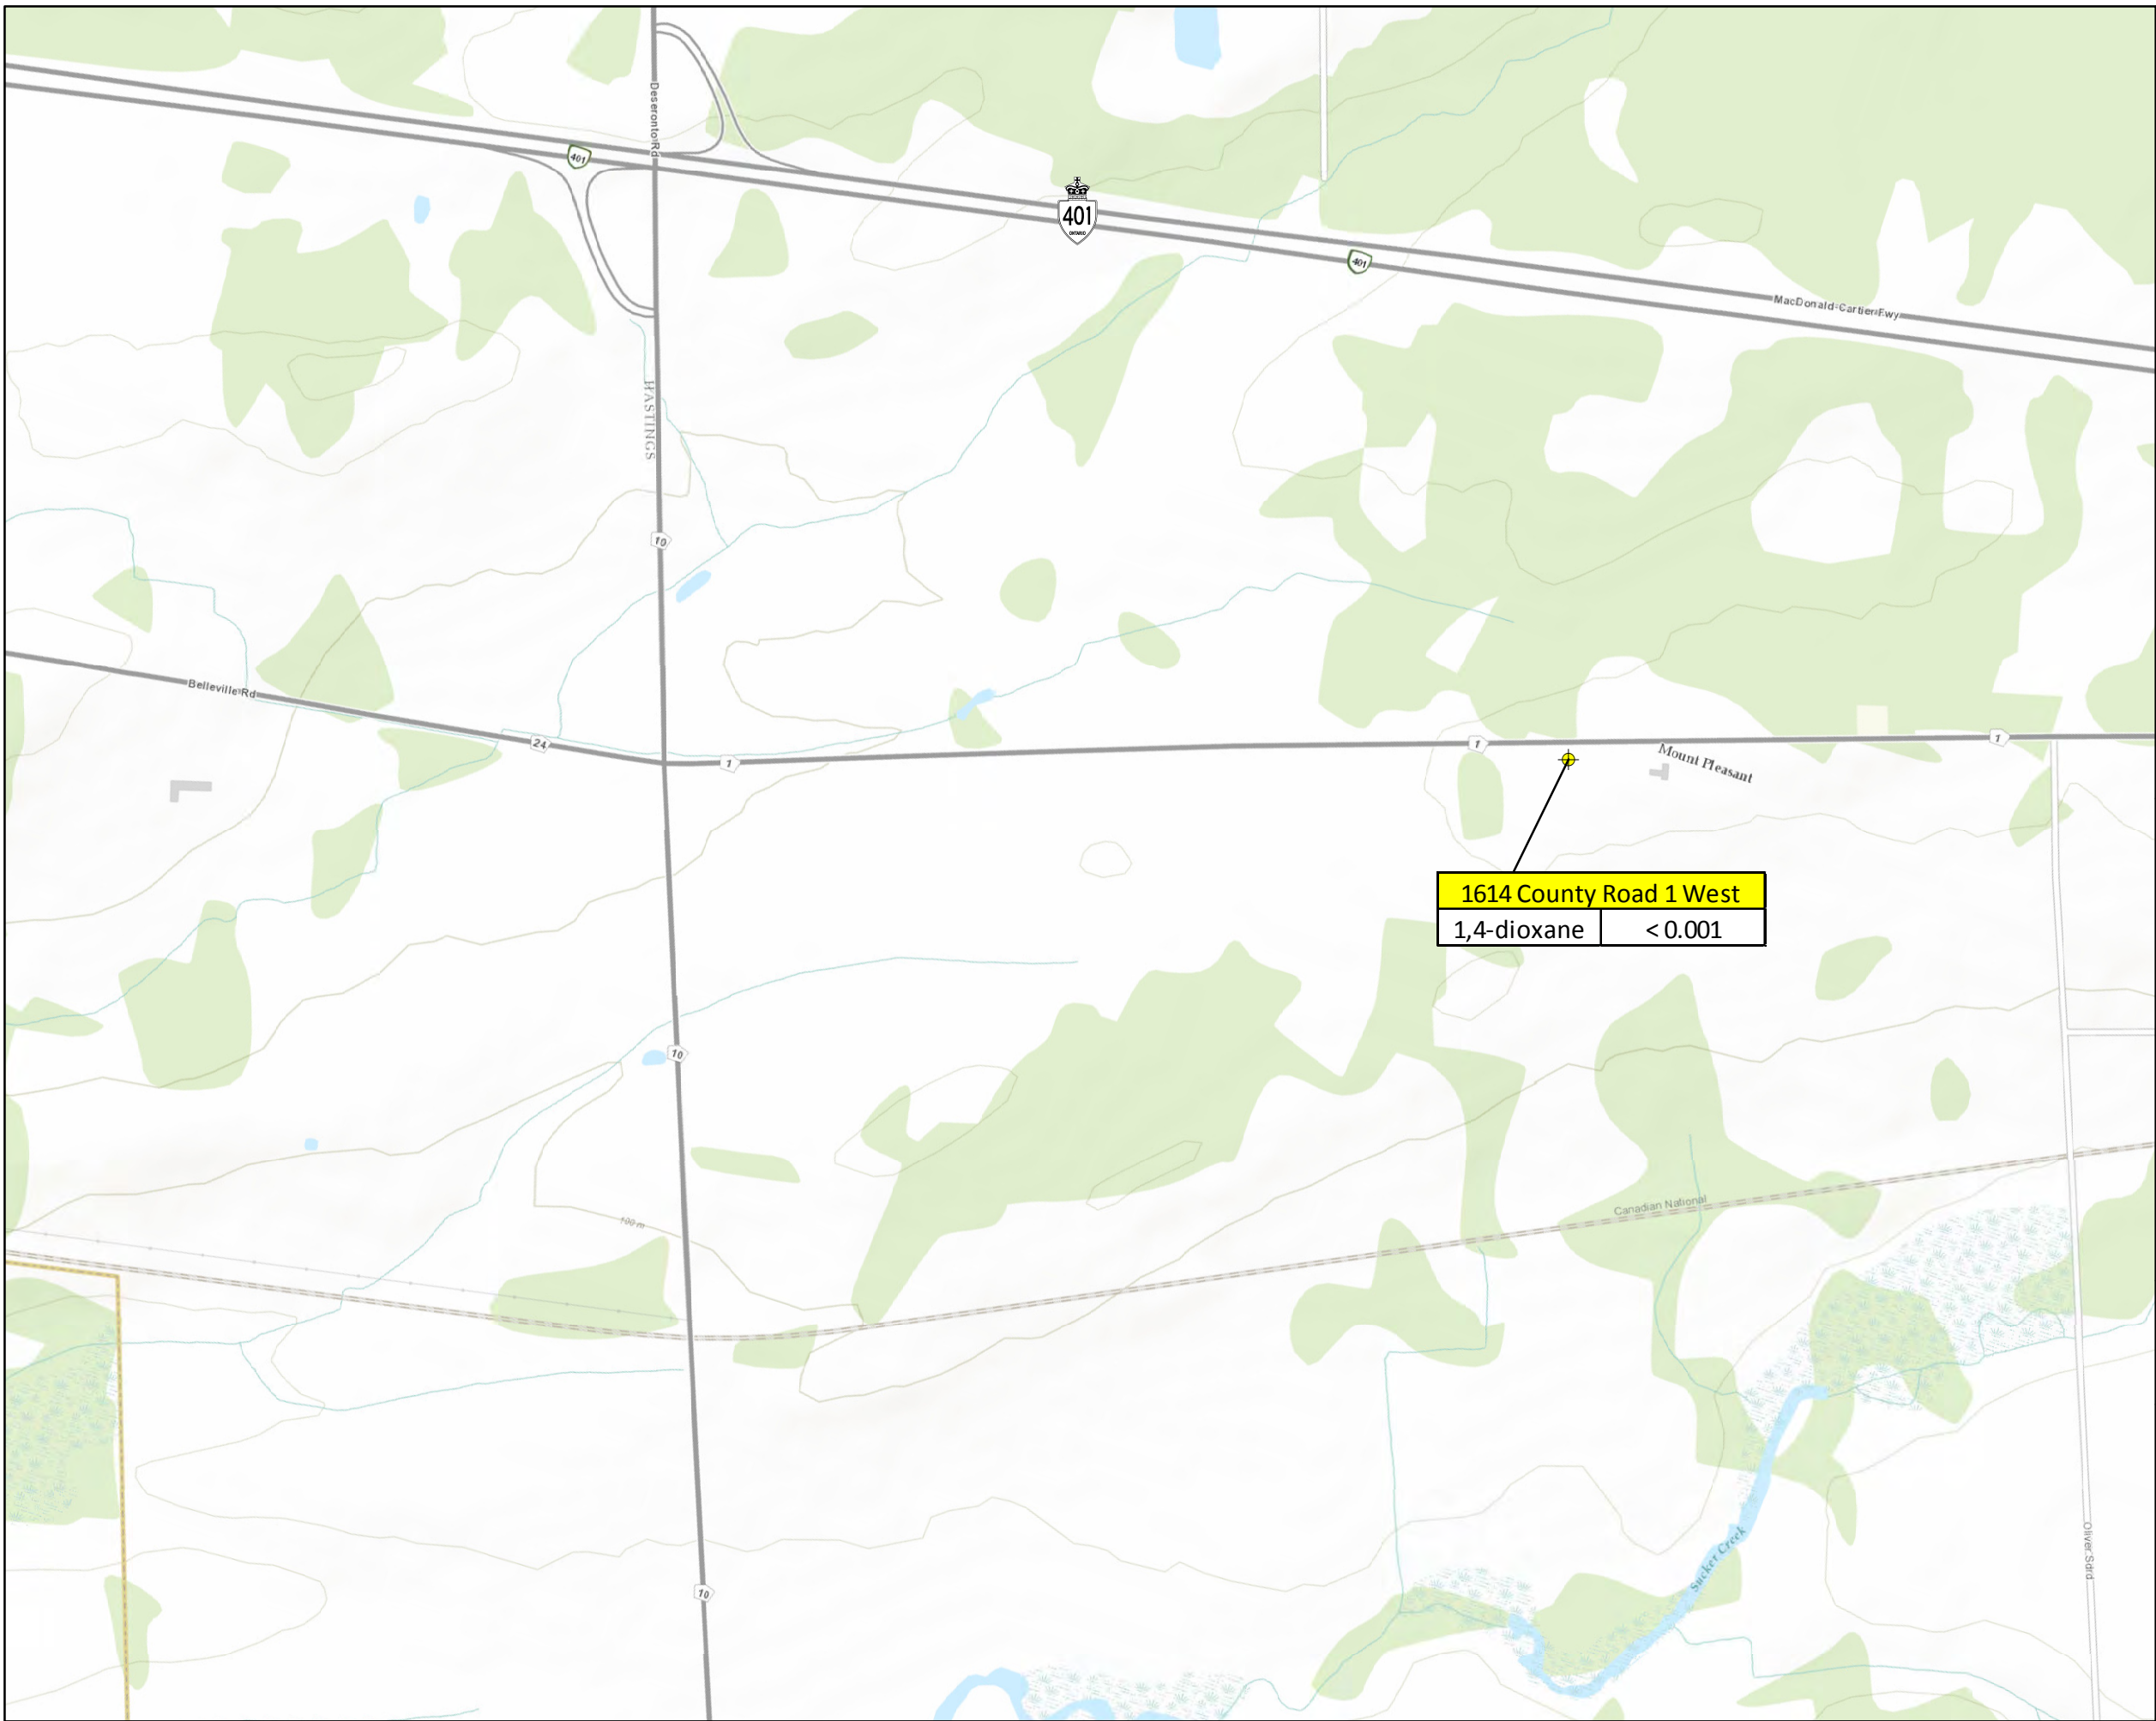 Deseronto Rd
401
401
ONTARIO
401
MacDonald-Cartier Fwy
HASTINGS
10
Belleville Rd
24
1
1
1
Mount Pleasant
1614 County Road 1 West
1,4-dioxane < 0.001
10
Canadian National
100 m
10
Sucker Creek
Oliver Sdrd